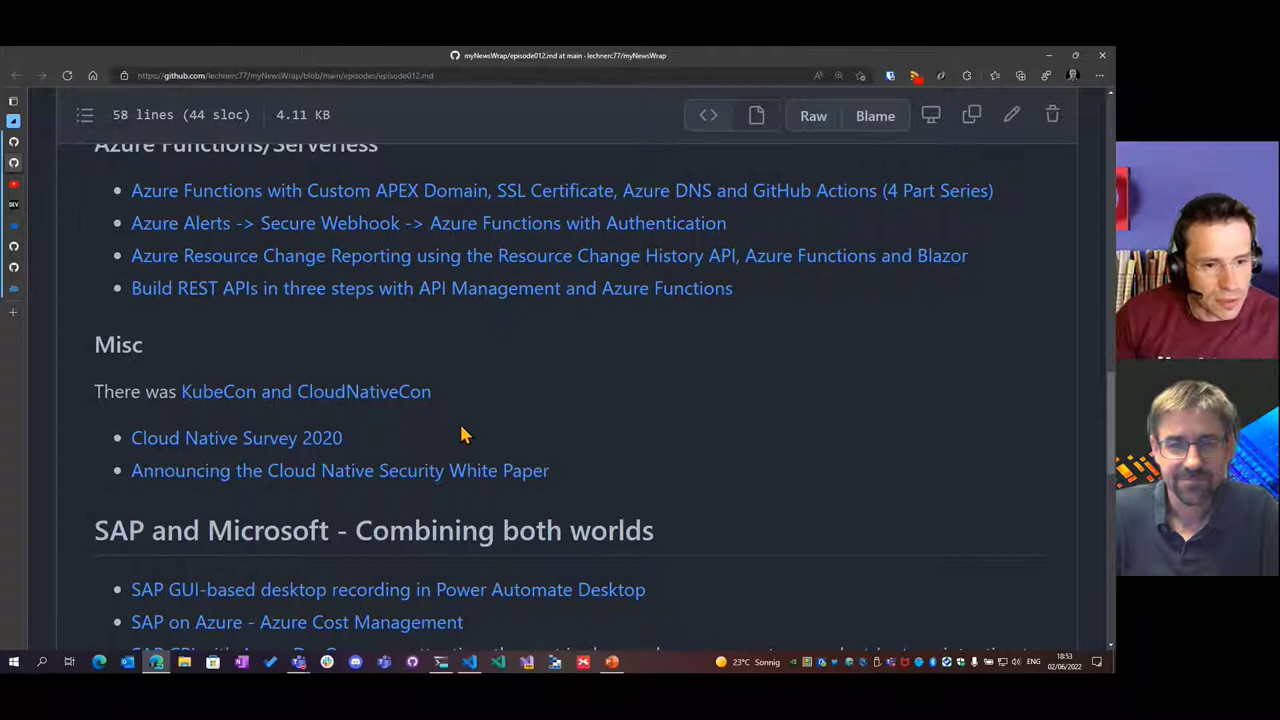 myNewsWrap/episode012.md at main · lechnerc77/myNewsWrap
https://github.com/lechnerc77/myNewsWrap/blob/main/episodes/episode012.md
58 lines (44 sloc) 4.11 KB
Raw Blame
Azure Functions/Serverless
Azure Functions with Custom APEX Domain, SSL Certificate, Azure DNS and GitHub Actions (4 Part Series)
Azure Alerts -> Secure Webhook -> Azure Functions with Authentication
Azure Resource Change Reporting using the Resource Change History API, Azure Functions and Blazor
Build REST APIs in three steps with API Management and Azure Functions
Misc
There was KubeCon and CloudNativeCon
Cloud Native Survey 2020
Announcing the Cloud Native Security White Paper
SAP and Microsoft - Combining both worlds
SAP GUI-based desktop recording in Power Automate Desktop
SAP on Azure - Azure Cost Management
23°C Sonnig
ENG
18:53
02/06/2022